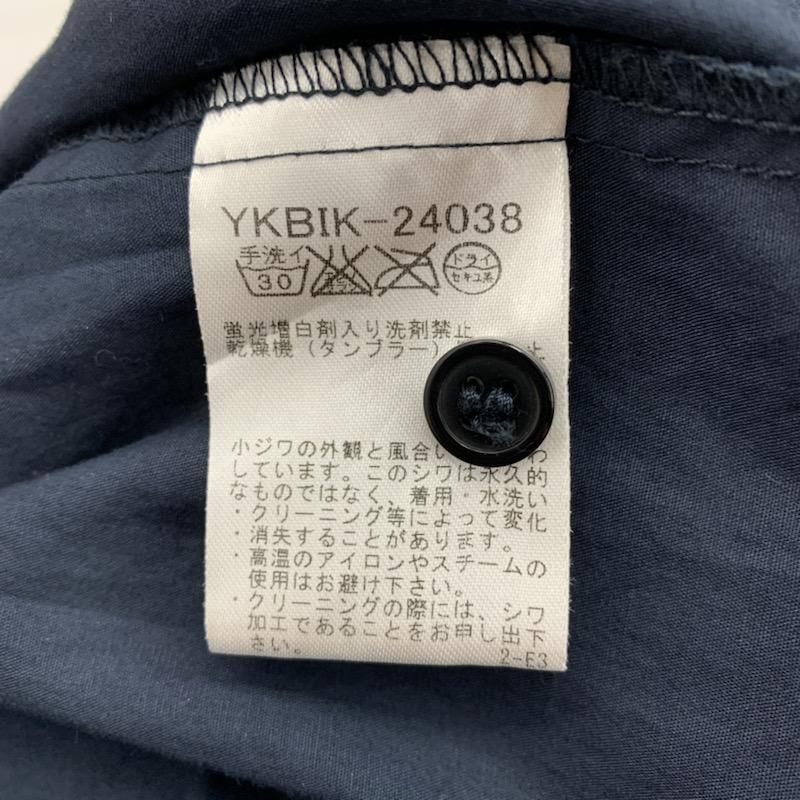 YKBIK-24038
手洗イ
30
ドライ
セキユ系
蛍光増白剤入り洗剤禁止
乾燥機（タンブラー）
小ジワの外観と風合い わ
しています。このシワは永久的
なものではなく、着用・水洗い
・クリーニング等によって変化
・消失することがあります。
・高温のアイロンやスチームの
使用はお避け下さい。
・クリーニングの際には、シワ
加工であることをお申し出下
さい。
2-E3